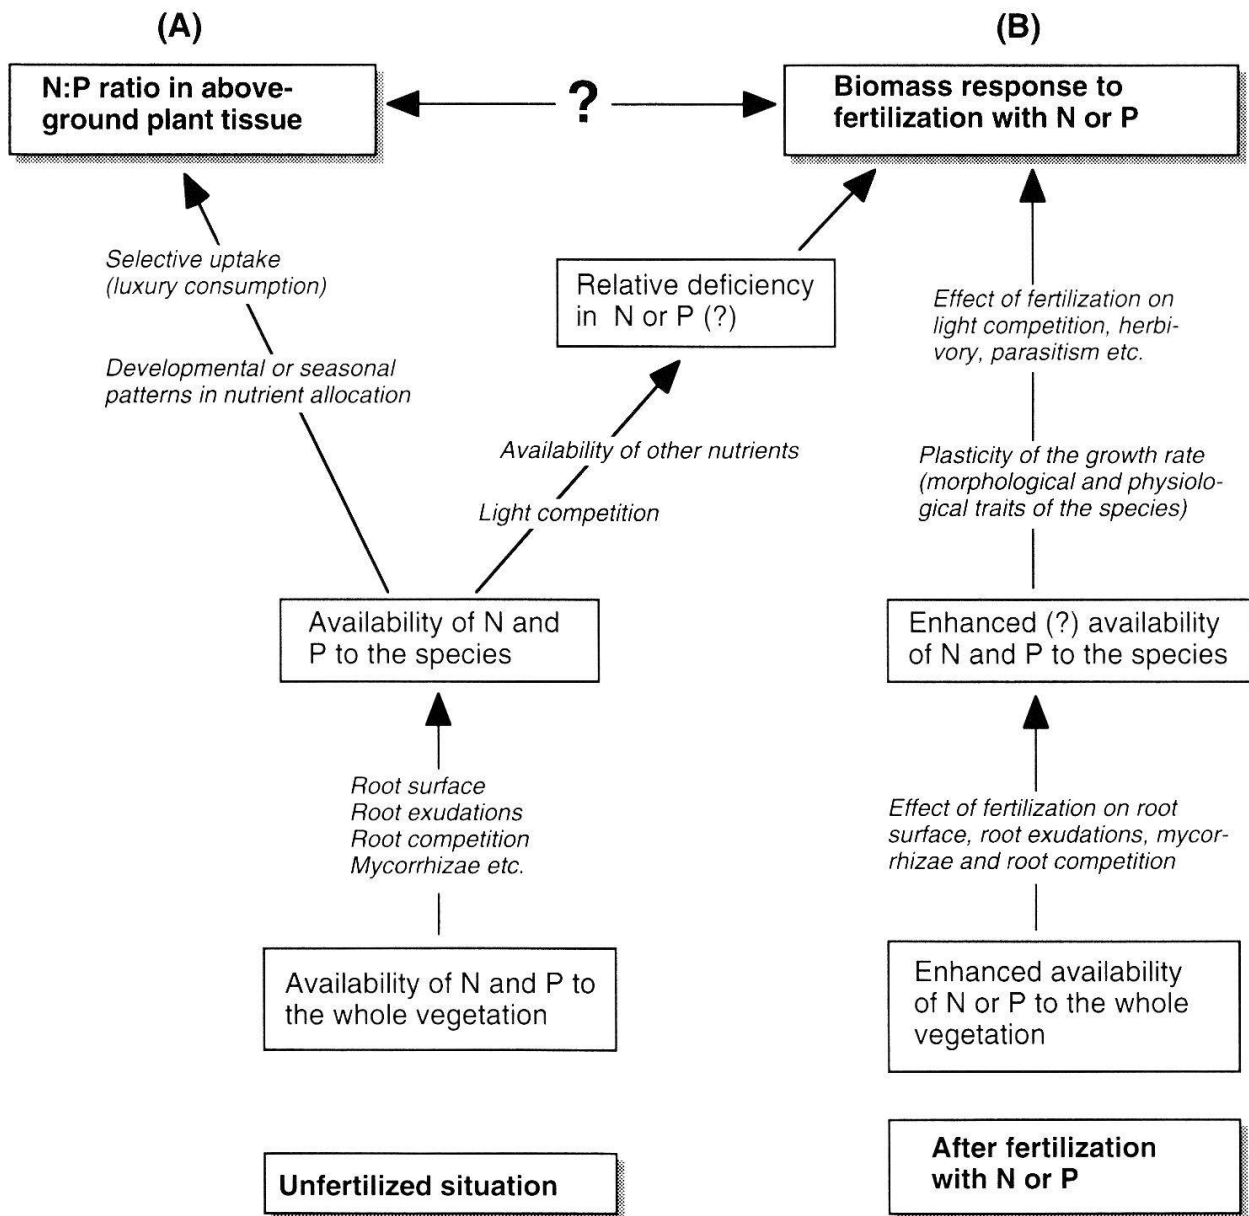 (A)
(B)
N:P ratio in above-
ground plant tissue
?
Biomass response to
fertilization with N or P
Selective uptake
(luxury consumption)
Developmental or seasonal
patterns in nutrient allocation
Relative deficiency
in N or P (?)
Effect of fertilization on
light competition, herbi-
vory, parasitism etc.
Availability of other nutrients
Light competition
Plasticity of the growth rate
(morphological and physiolo-
gical traits of the species)
Availability of N and
P to the species
Enhanced (?) availability
of N and P to the species
Root surface
Root exudations
Root competition
Mycorrhizae etc.
Effect of fertilization on root
surface, root exudations, mycor-
rhizae and root competition
Availability of N and P to
the whole vegetation
Enhanced availability
of N or P to the whole
vegetation
Unfertilized situation
After fertilization
with N or P